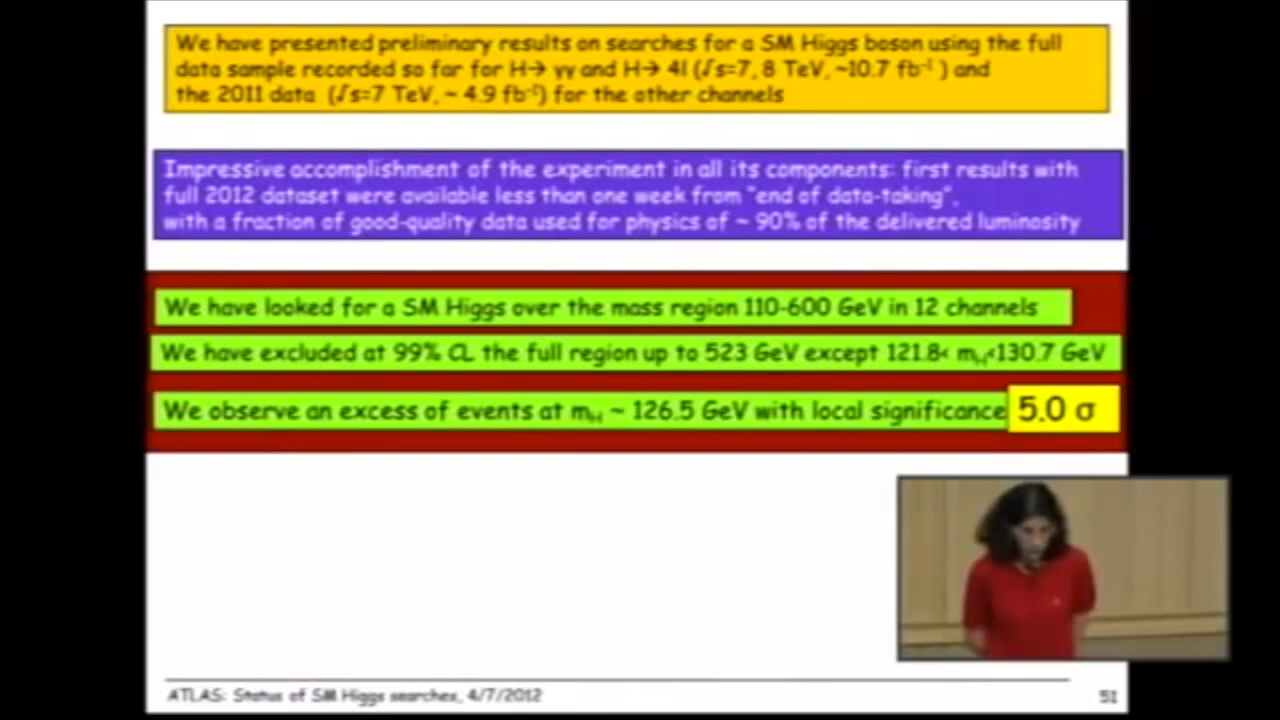 We have presented preliminary results on searches for a SM Higgs boson using the full
data sample recorded so far for H→ γγ and H→ 4l (√s=7, 8 TeV, ~10.7 fb⁻¹ ) and
the 2011 data (√s=7 TeV, ~ 4.9 fb⁻¹) for the other channels
Impressive accomplishment of the experiment in all its components: first results with
full 2012 dataset were available less than one week from "end of data-taking",
with a fraction of good-quality data used for physics of ~ 90% of the delivered luminosity
We have looked for a SM Higgs over the mass region 110-600 GeV in 12 channels
We have excluded at 99% CL the full region up to 523 GeV except 121.8< mH<130.7 GeV
We observe an excess of events at mH ~ 126.5 GeV with local significance 5.0 σ
ATLAS: Status of SM Higgs searches, 4/7/2012 51